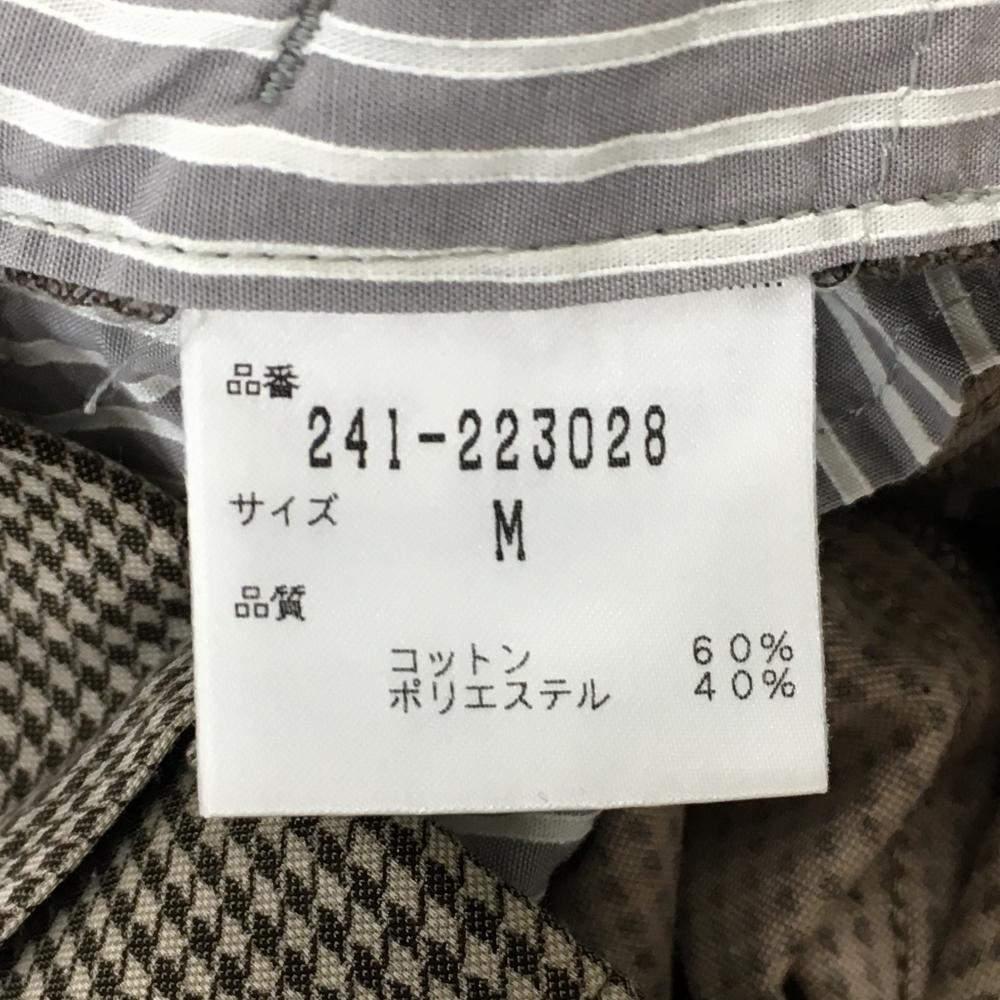 品番
241-223028
サイズ
M
品質
コットン 60%
ポリエステル 40%